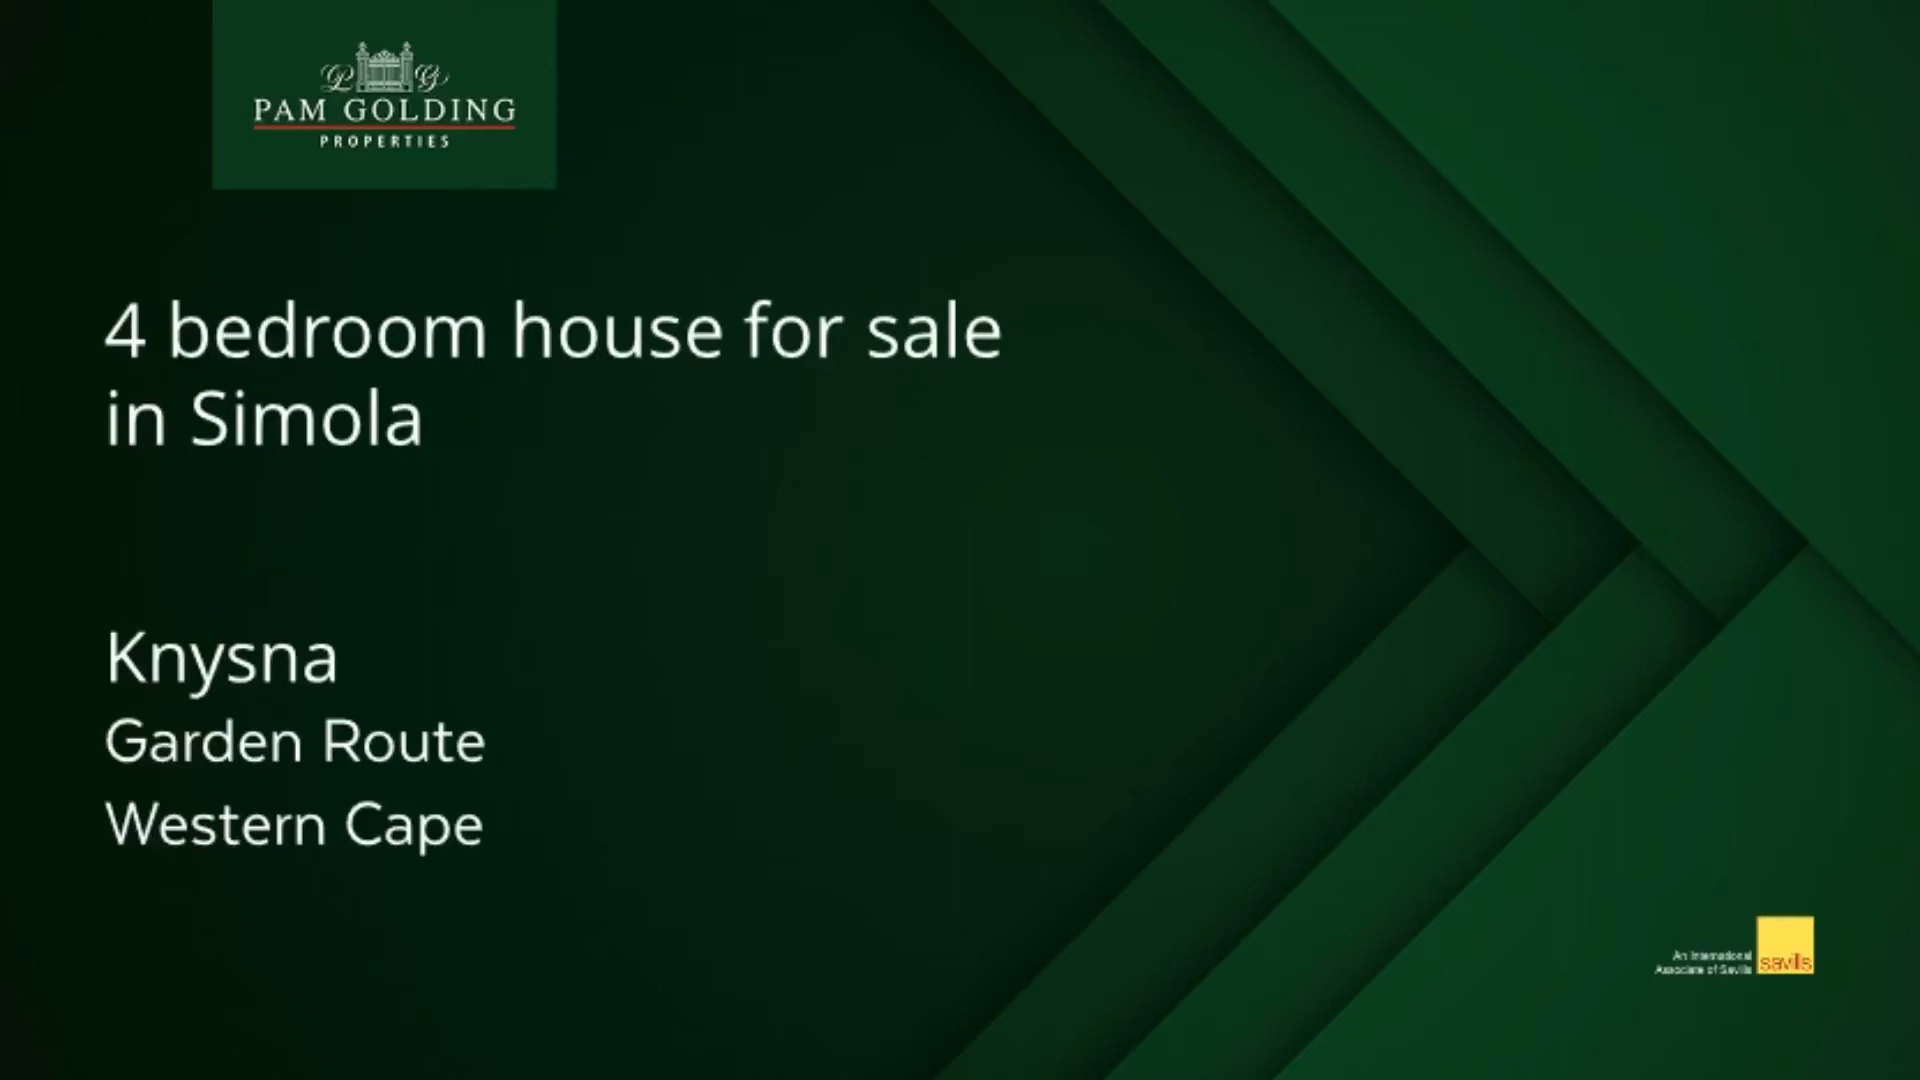 P G
PAM GOLDING
PROPERTIES
4 bedroom house for sale
in Simola
Knysna
Garden Route
Western Cape
An International
Associate of Savills
savills